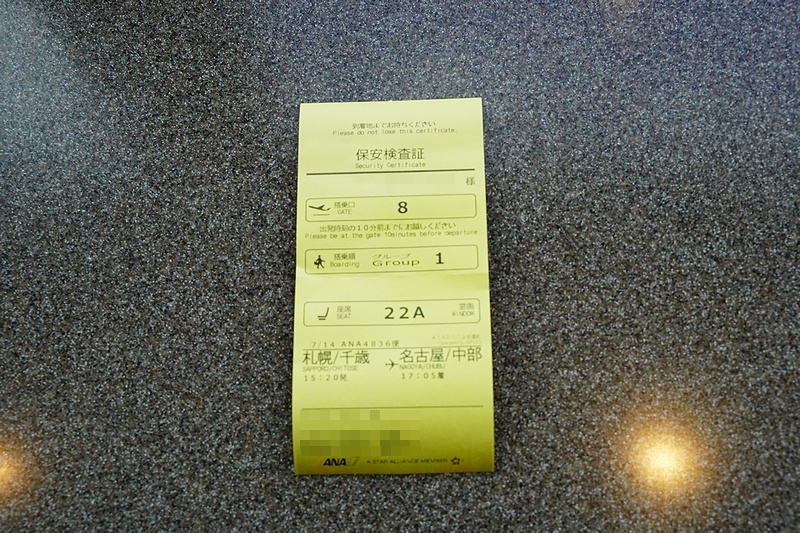 到着地までお持ちください
Please do not lose this certificate.
保安検査証
Security Certificate
様
搭乗口
GATE
8
出発時刻の10分前までにお越しください
Please be at the gate 10minutes before departure
搭乗順
Boarding
グループ
Group 1
座席
SEAT
22A
窓側
WINDOW
7/14 ANA4836便
札幌/千歳
SAPPORO/CHITOSE
15:20発
名古屋/中部
NAGOYA/CHUBU
17:05着
ANA
A STAR ALLIANCE MEMBER